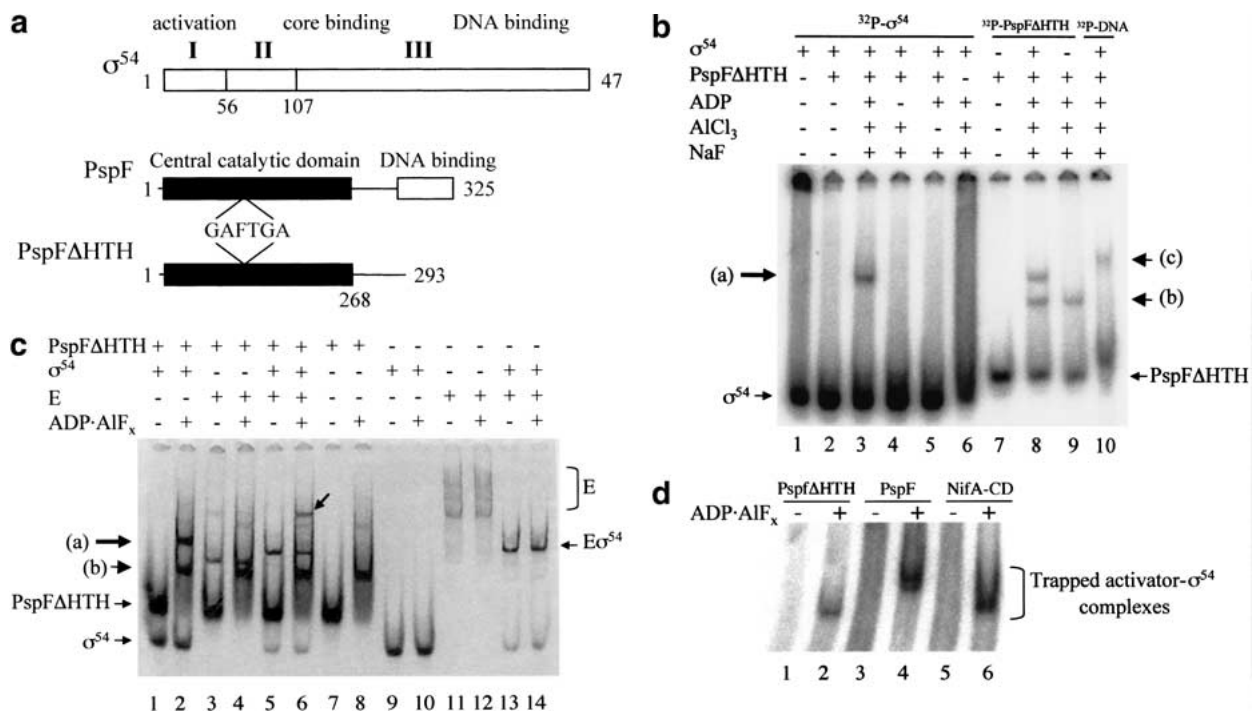 a
activation core binding DNA binding
I II III
σ54 1 47
56 107
Central catalytic domain DNA binding
PspF 1 325
GAFTGA
PspFΔHTH 1 293
268
b
32P-σ54 32P-PspFΔHTH 32P-DNA
σ54 + + + + + + - + - +
PspFΔHTH - + + + + - + + + +
ADP - - + - + + - + + +
AlCl3 - - + + - + - + + +
NaF - - + + + + - + + +
(a)
(c)
(b)
PspFΔHTH
σ54
1 2 3 4 5 6 7 8 9 10
c
PspFΔHTH + + + + + + + + - - - - - -
σ54 + + - - + + - - + + - - + +
E - - + + + + - - - - + + + +
ADP·AlFx - + - + - + - + - + - + - +
E
(a)
Eσ54
(b)
PspFΔHTH
σ54
1 2 3 4 5 6 7 8 9 10 11 12 13 14
d
PspfΔHTH PspF NifA-CD
ADP·AlFx - + - + - +
Trapped activator-σ54
complexes
1 2 3 4 5 6